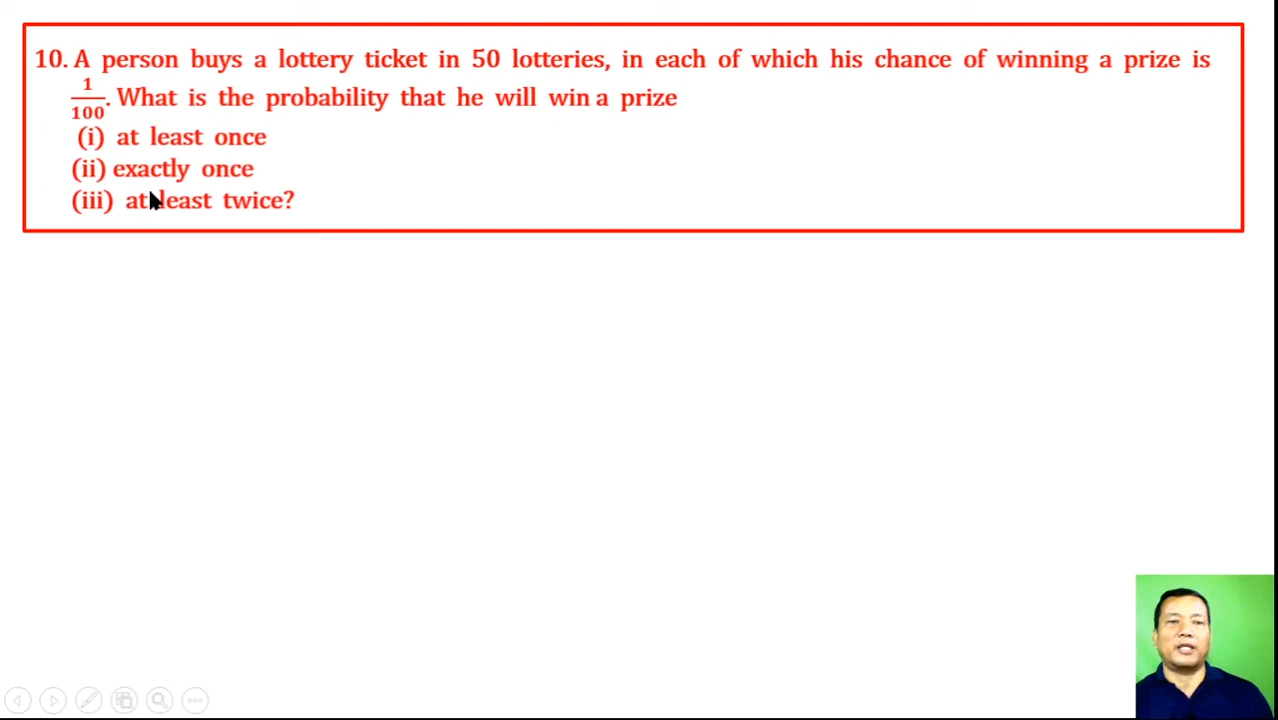 10. A person buys a lottery ticket in 50 lotteries, in each of which his chance of winning a prize is
1/100. What is the probability that he will win a prize
(i) at least once
(ii) exactly once
(iii) at least twice?